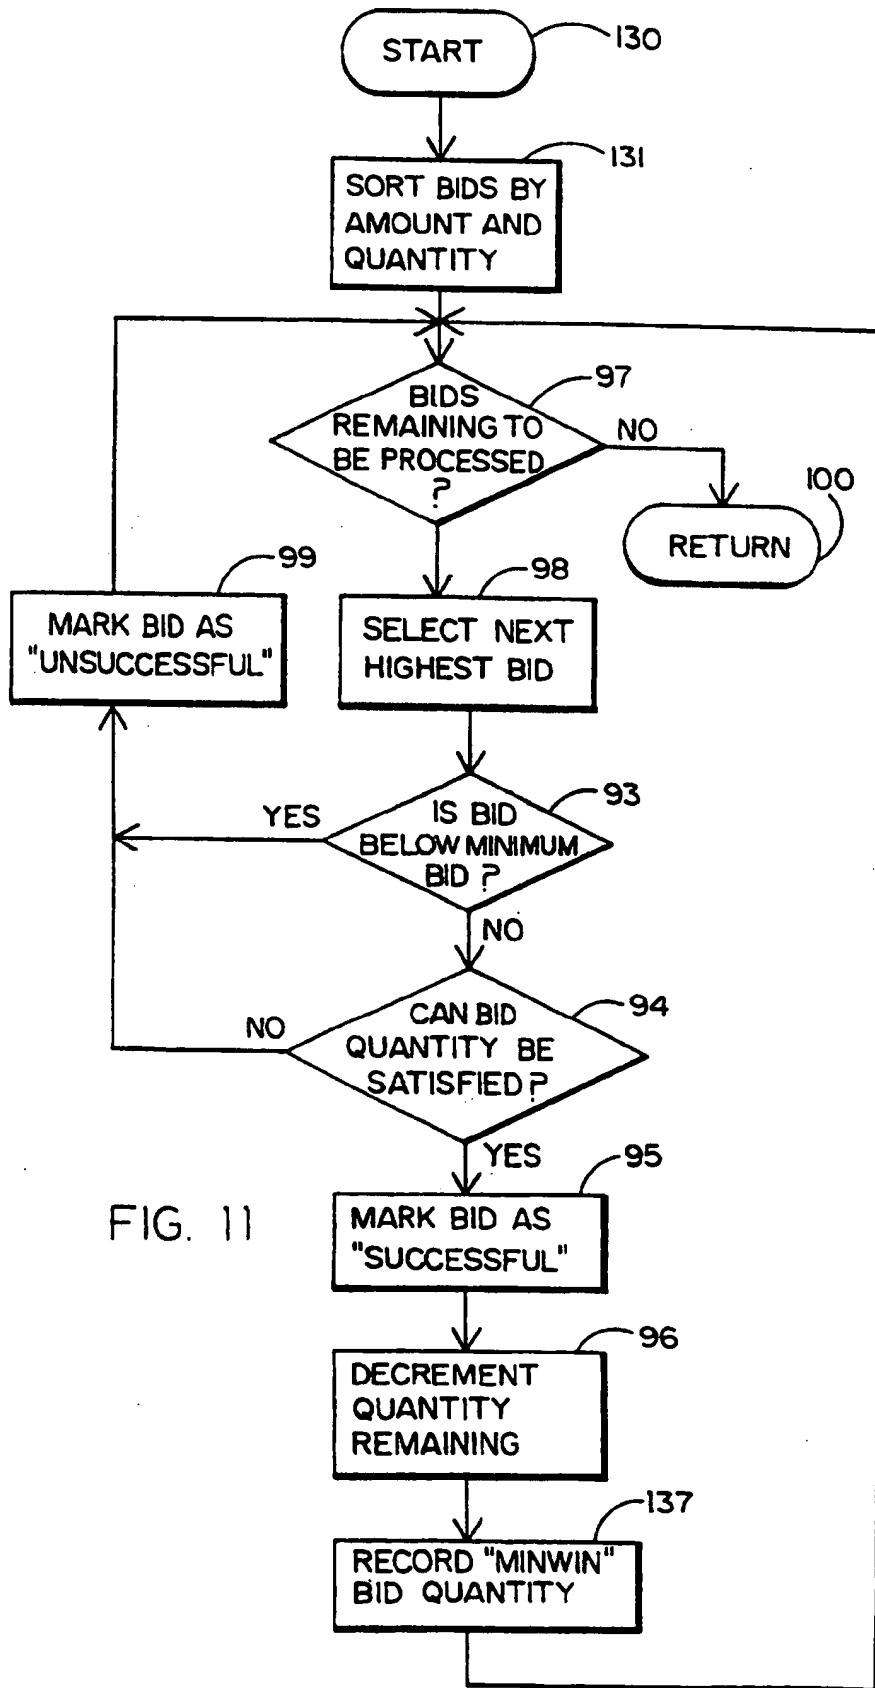 START
130
131
SORT BIDS BY
AMOUNT AND
QUANTITY
97
BIDS
REMAINING TO
BE PROCESSED
?
NO
100
RETURN
99
MARK BID AS
"UNSUCCESSFUL"
98
SELECT NEXT
HIGHEST BID
93
YES
IS BID
BELOW MINIMUM
BID ?
NO
94
NO
CAN BID
QUANTITY BE
SATISFIED?
YES
95
MARK BID AS
"SUCCESSFUL"
FIG. 11
96
DECREMENT
QUANTITY
REMAINING
137
RECORD "MINWIN"
BID QUANTITY